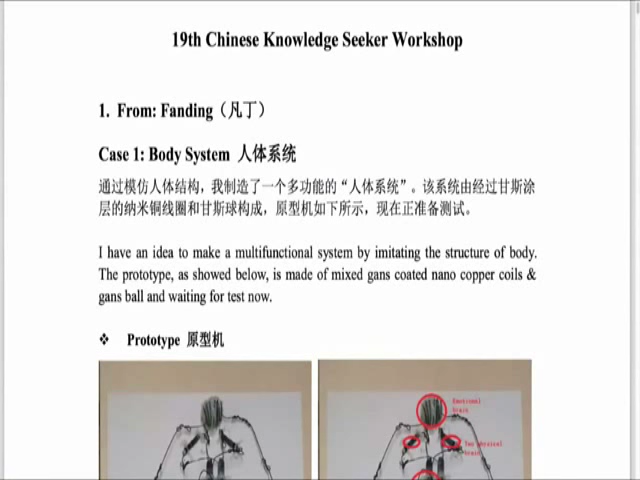 19th Chinese Knowledge Seeker Workshop
1. From: Fanding（凡丁）
Case 1: Body System 人体系统
通过模仿人体结构，我制造了一个多功能的“人体系统”。该系统由经过甘斯涂
层的纳米铜线圈和甘斯球构成，原型机如下所示，现在正准备测试。
I have an idea to make a multifunctional system by imitating the structure of body.
The prototype, as showed below, is made of mixed gans coated nano copper coils &
gans ball and waiting for test now.
❖ Prototype 原型机
Emotional
brain
Two physical
brain